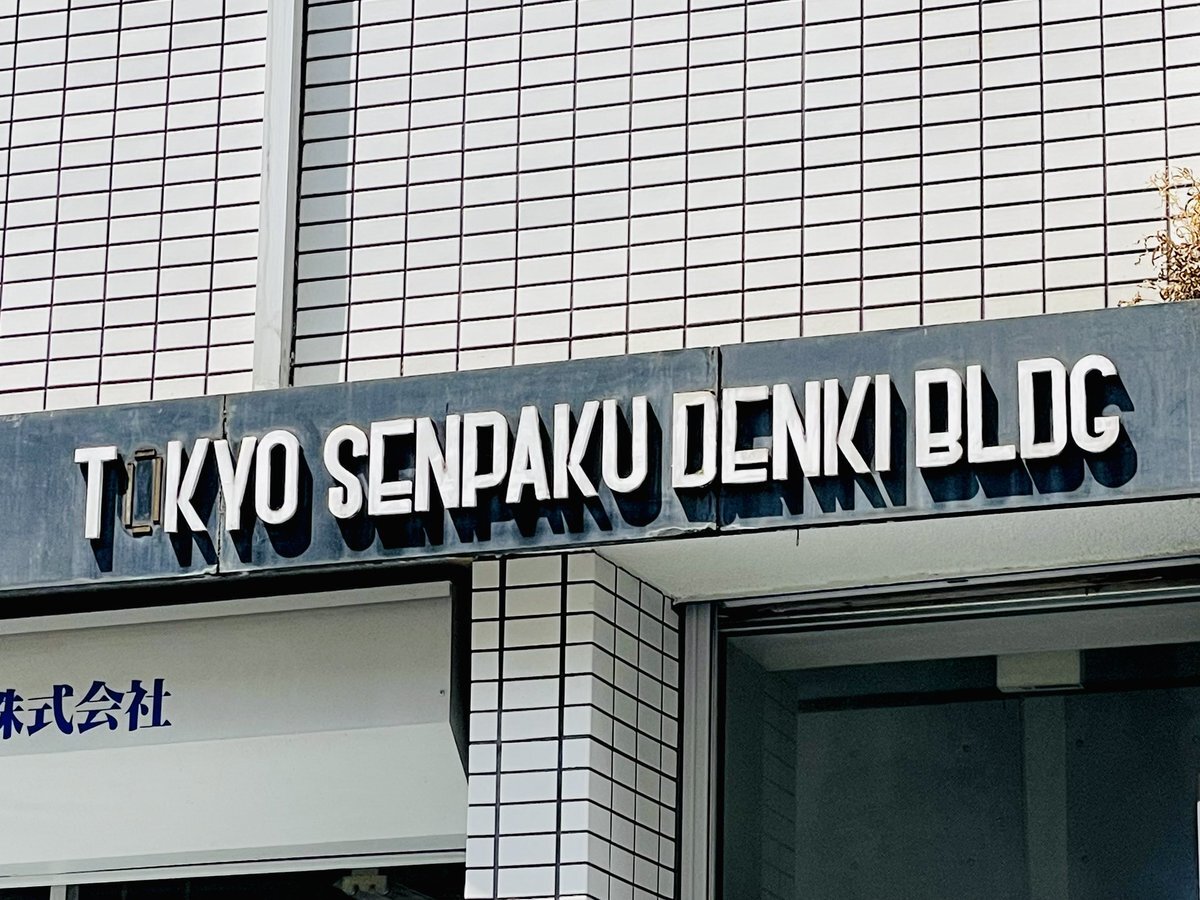 TOKYO SENPAKU DENKI BLDG
株式会社